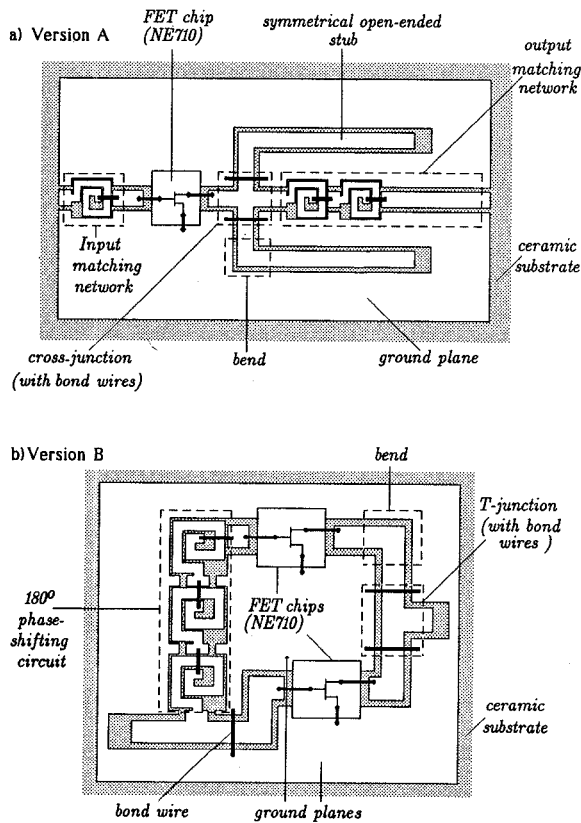 a) Version A
FET chip
(NE710)
symmetrical open-ended
stub
output
matching
network
Input
matching
network
ceramic
substrate
cross-junction
(with bond wires)
bend
ground plane
b) Version B
bend
T-junction
(with bond
wires)
180º
phase-
shifting
circuit
FET chips
(NE710)
ceramic
substrate
bond wire
ground planes